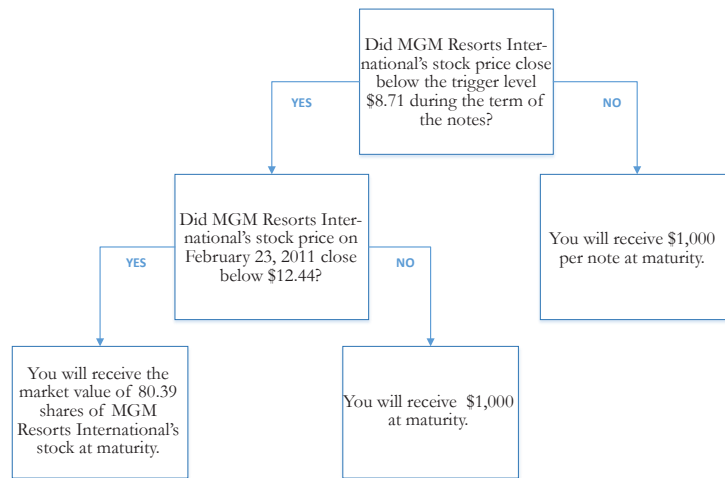 Did MGM Resorts Inter-
national's stock price close
below the trigger level
$8.71 during the term of
the notes?
YES
NO
Did MGM Resorts Inter-
national's stock price on
February 23, 2011 close
below $12.44?
You will receive $1,000
per note at maturity.
YES
NO
You will receive the
market value of 80.39
shares of MGM
Resorts International's
stock at maturity.
You will receive $1,000
at maturity.